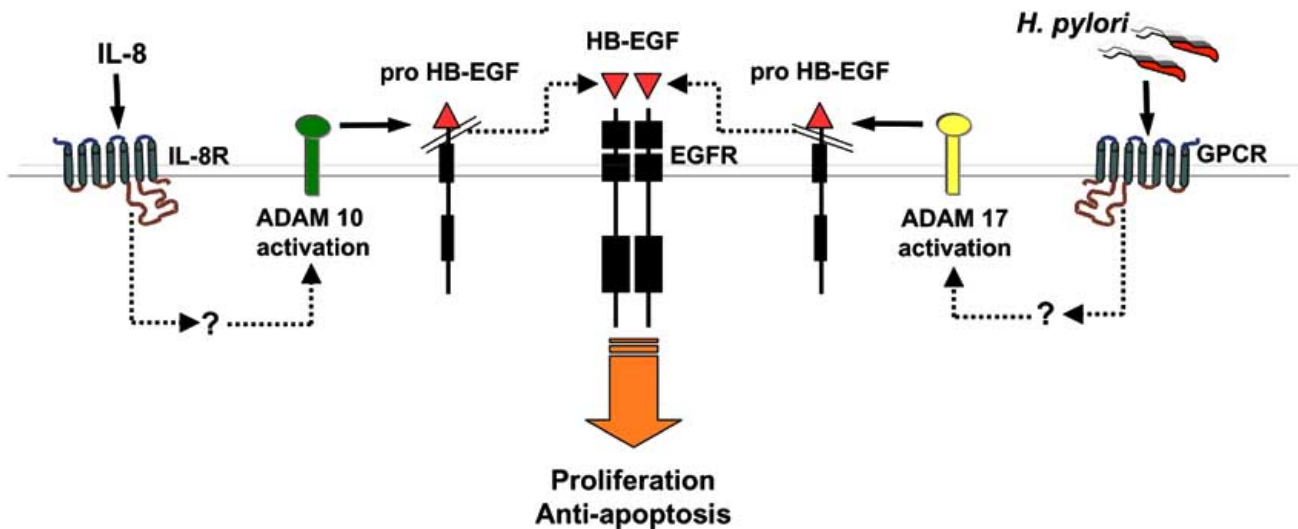 IL-8
IL-8R
pro HB-EGF
ADAM 10
activation
?
HB-EGF
EGFR
pro HB-EGF
ADAM 17
activation
?
H. pylori
GPCR
Proliferation
Anti-apoptosis